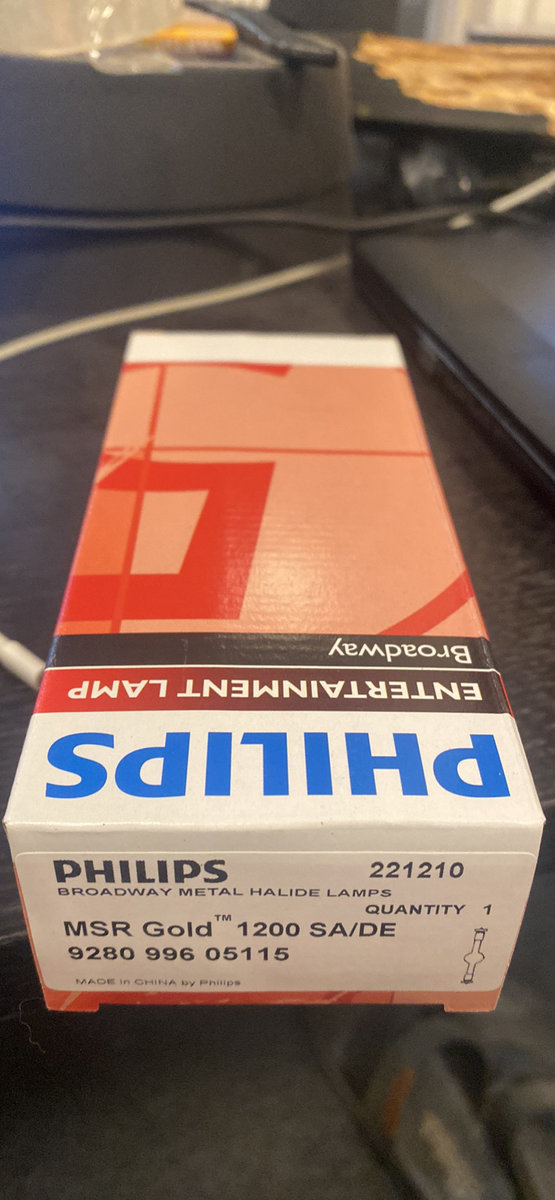 Broadway
ENTERTAINMENT LAMP
PHILIPS
PHILIPS 221210
BROADWAY METAL HALIDE LAMPS
QUANTITY 1
MSR Gold™ 1200 SA/DE
9280 996 05115
MADE in CHINA by Philips